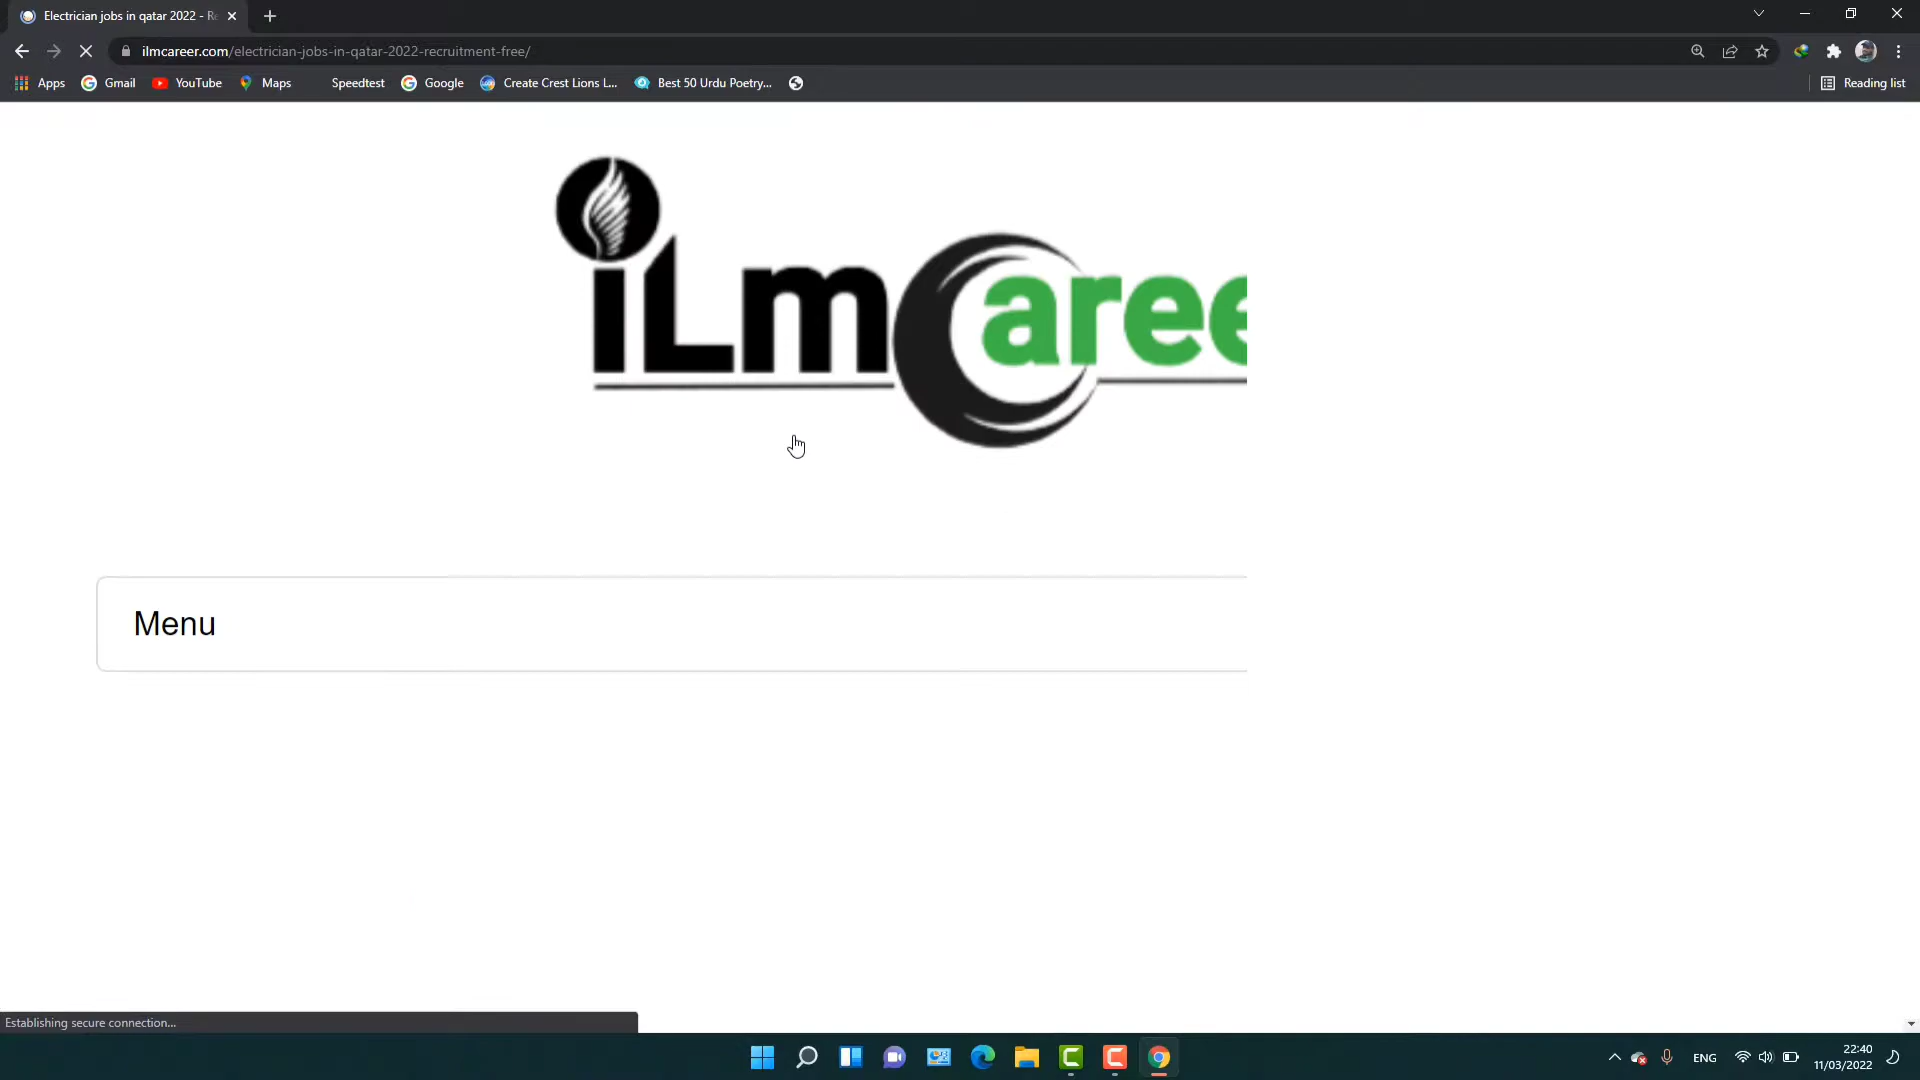 Electrician jobs in qatar 2022 - Re
ilmcareer.com/electrician-jobs-in-qatar-2022-recruitment-free/
Apps Gmail YouTube Maps Speedtest Google Create Crest Lions L... Best 50 Urdu Poetry... Reading list
iLmCaree
Menu
Establishing secure connection...
ENG
22:40
11/03/2022